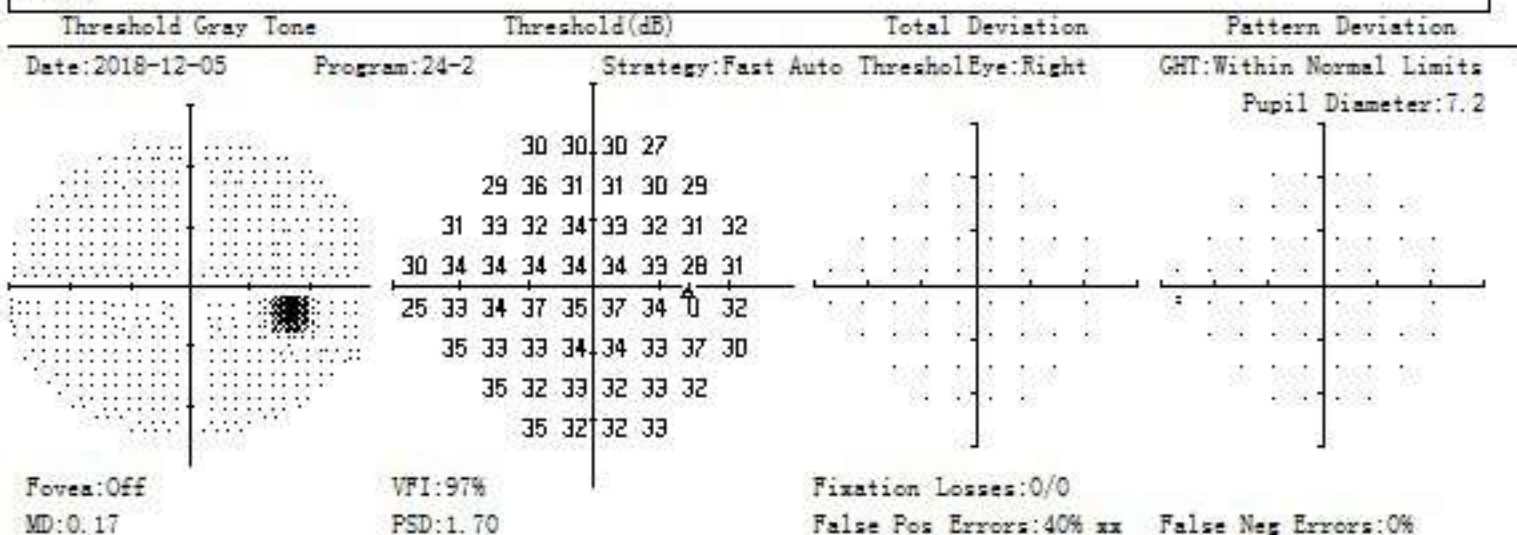 Threshold Gray Tone Threshold(dB) Total Deviation Pattern Deviation
Date:2018-12-05 Program:24-2 Strategy:Fast Auto ThresholEye:Right GHT:Within Normal Limits
Pupil Diameter:7.2
30 30 30 27
29 36 31 31 30 29
31 33 32 34 33 32 31 32
30 34 34 34 34 34 33 28 31
25 33 34 37 35 37 34 0 32
35 33 33 34 34 33 37 30
35 32 33 32 33 32
35 32 32 33
Fovea:Off VFI:97% Fixation Losses:0/0
MD:0.17 PSD:1.70 False Pos Errors:40% xx False Neg Errors:0%